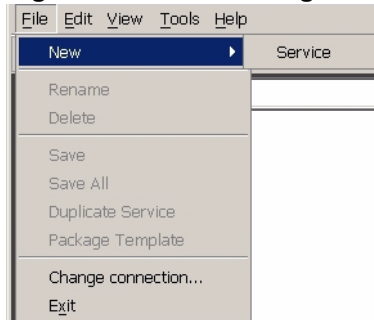 File Edit View Tools Help
New Service
Rename
Delete
Save
Save All
Duplicate Service
Package Template
Change connection...
Exit